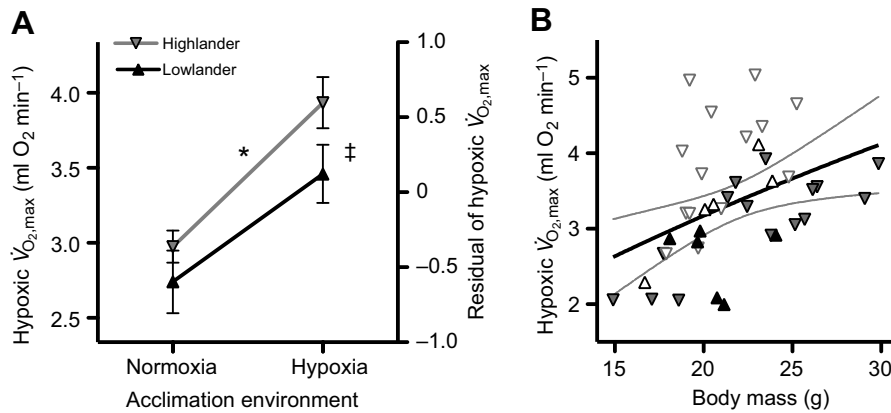 A
Highlander
Lowlander
Hypoxic V̇O2,max (ml O2 min–1)
4.0
3.5
3.0
2.5
*
‡
1.0
0.5
0
–0.5
–1.0
Residual of hypoxic V̇O2,max
Normoxia Hypoxia
Acclimation environment
B
Hypoxic V̇O2,max (ml O2 min–1)
5
4
3
2
15 20 25 30
Body mass (g)